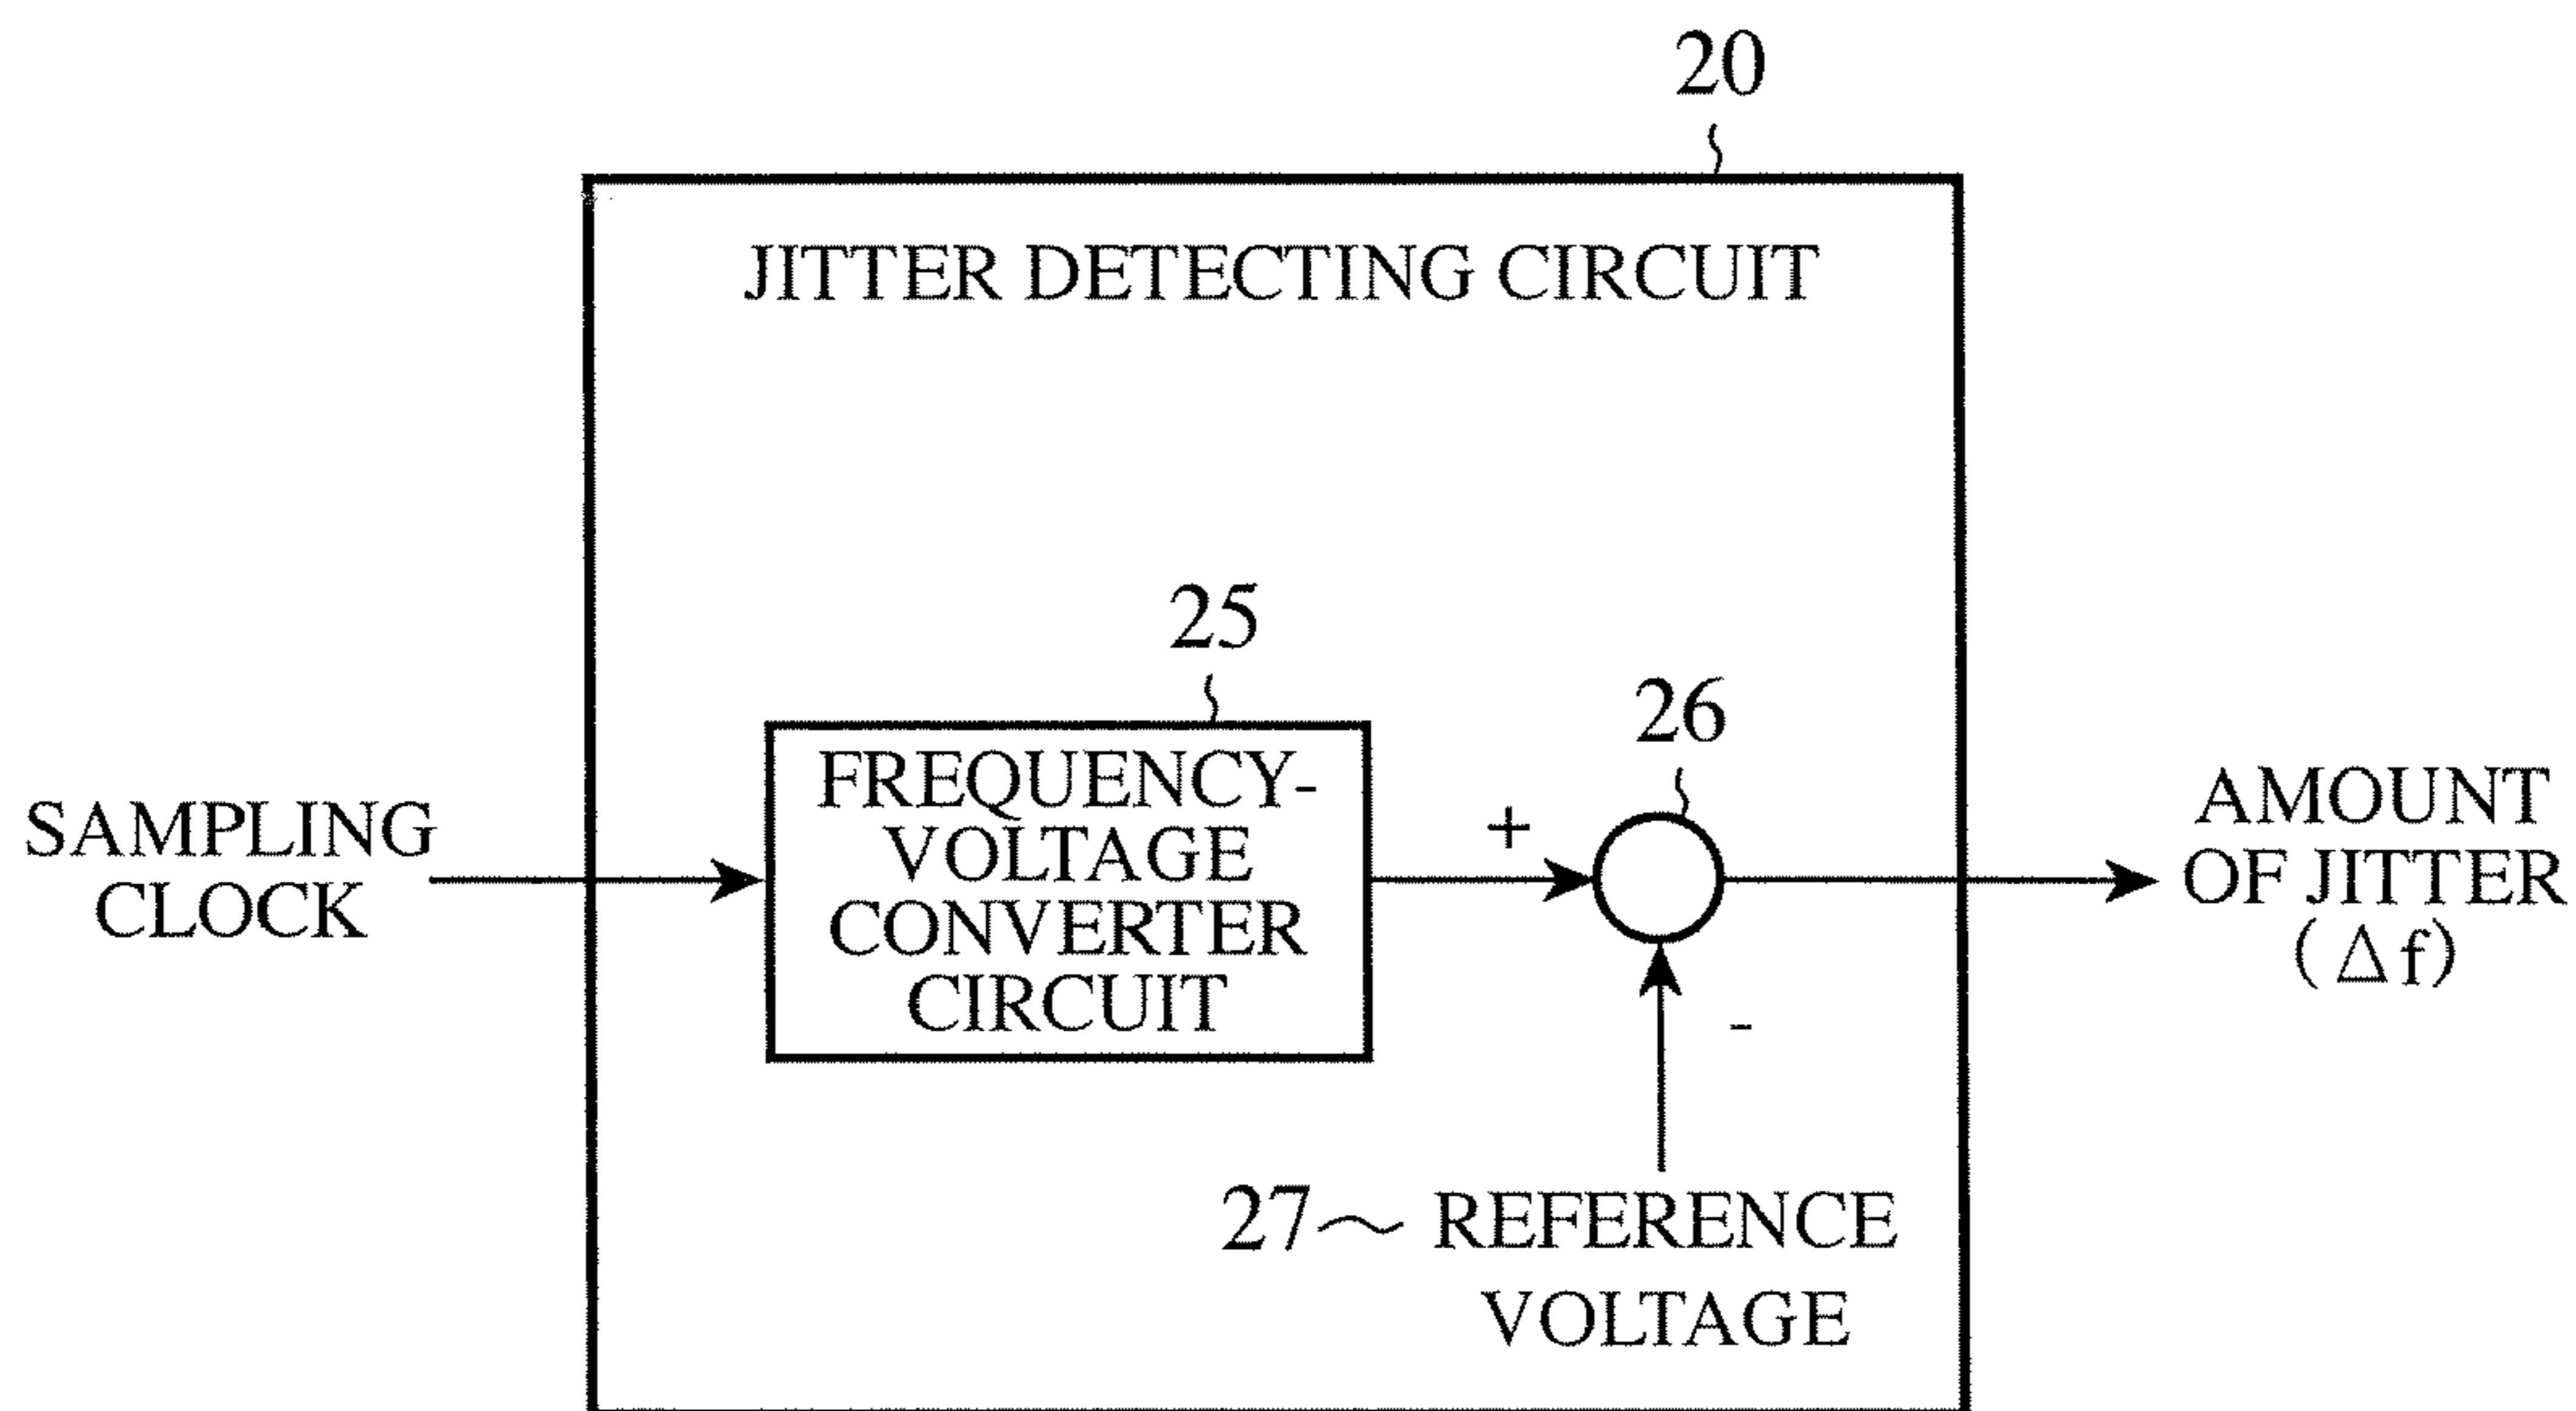 20
JITTER DETECTING CIRCUIT
25
26
SAMPLING
CLOCK
FREQUENCY-
VOLTAGE
CONVERTER
CIRCUIT
+
-
AMOUNT
OF JITTER
(Δf)
27 REFERENCE
VOLTAGE